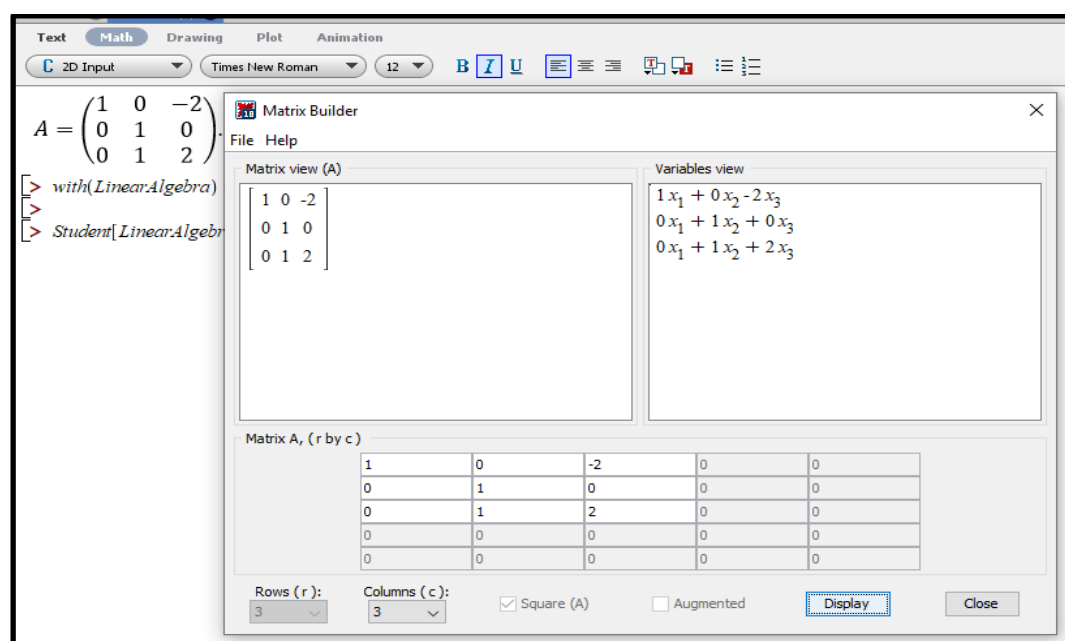 Text Math Drawing Plot Animation
C 2D Input Times New Roman 12 B I U
A = (1 0 −2
0 1 0
0 1 2).
> with(LinearAlgebra)
>
> Student[LinearAlgebr
Matrix Builder
File Help
Matrix view (A)
1 0 -2
0 1 0
0 1 2
Variables view
1 x₁ + 0 x₂ - 2 x₃
0 x₁ + 1 x₂ + 0 x₃
0 x₁ + 1 x₂ + 2 x₃
Matrix A, ( r by c )
1 0 -2 0 0
0 1 0 0 0
0 1 2 0 0
0 0 0 0 0
0 0 0 0 0
Rows ( r ): Columns ( c ):
3 3 Square (A) Augmented Display Close